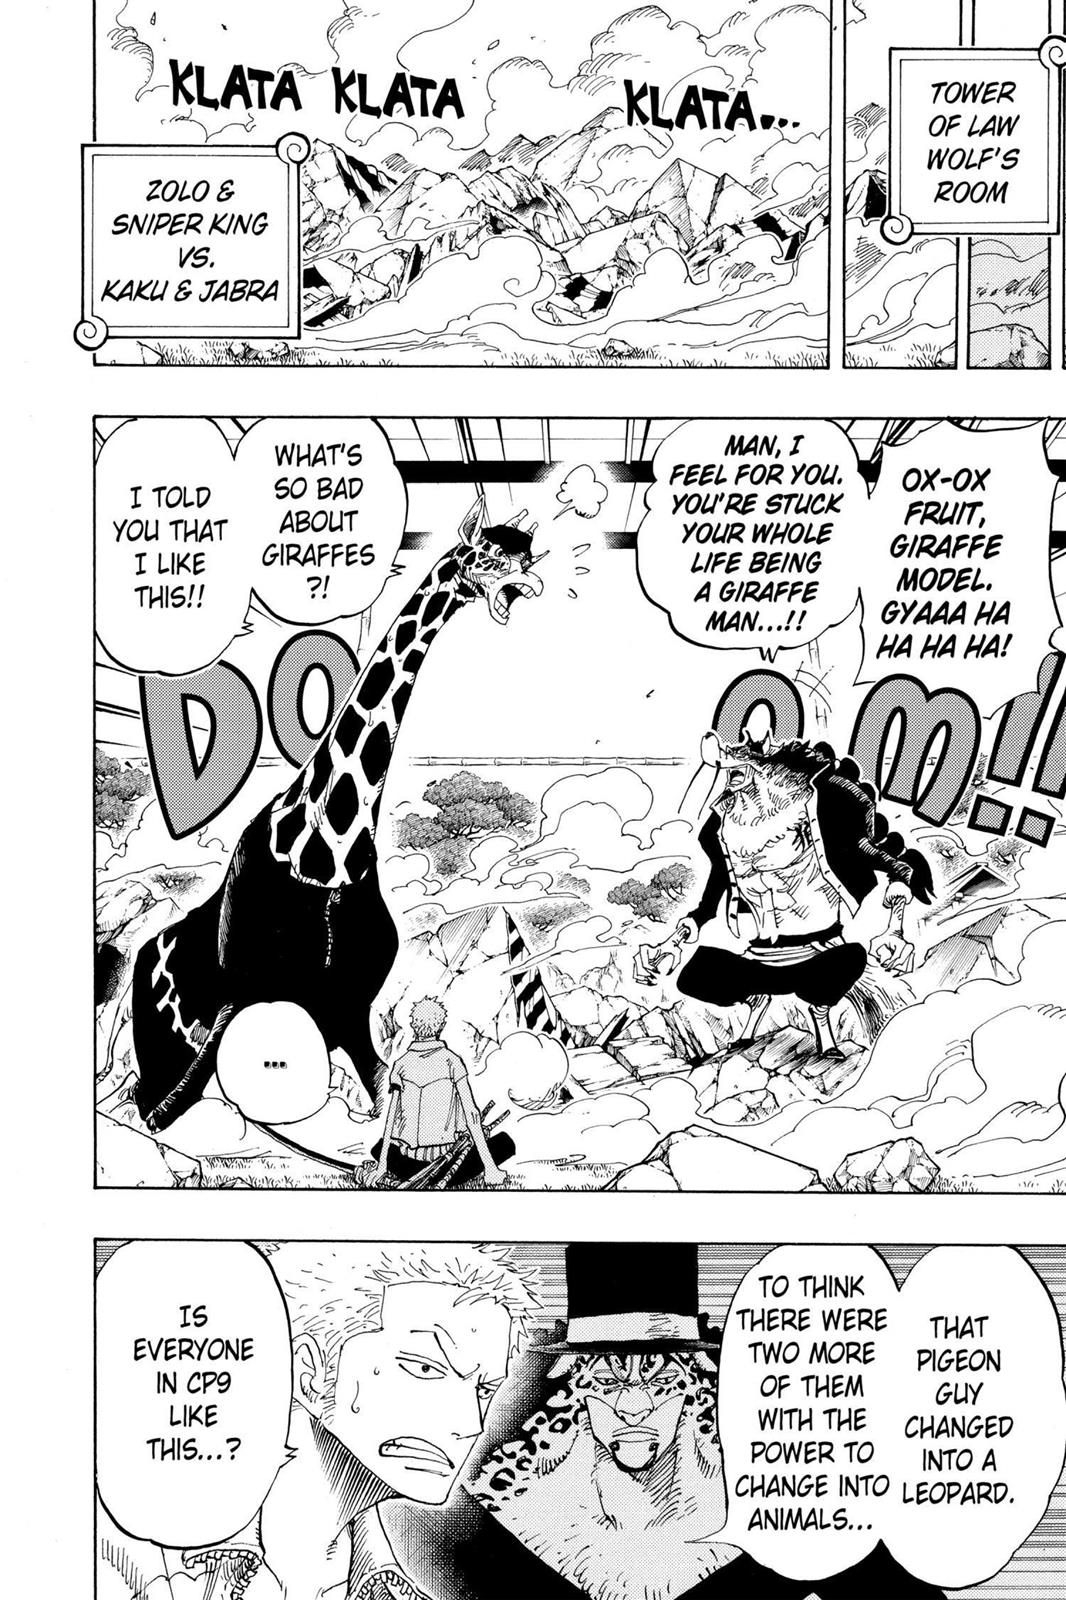 TOWER
OF LAW
WOLF'S
ROOM
KLATA KLATA
KLATA...
ZOLO &
SNIPER KING
VS.
KAKU & JABRA
OX-OX
FRUIT,
GIRAFFE
MODEL.
GYAAA HA
HA HA HA!
MAN, I
FEEL FOR YOU.
YOU'RE STUCK
YOUR WHOLE
LIFE BEING
A GIRAFFE
MAN...!!
WHAT'S
SO BAD
ABOUT
GIRAFFES
?!
I TOLD
YOU THAT
I LIKE
THIS!!
DOOM!!
...
THAT
PIGEON
GUY
CHANGED
INTO A
LEOPARD.
TO THINK
THERE WERE
TWO MORE
OF THEM
WITH THE
POWER TO
CHANGE INTO
ANIMALS...
IS
EVERYONE
IN CP9
LIKE
THIS...?